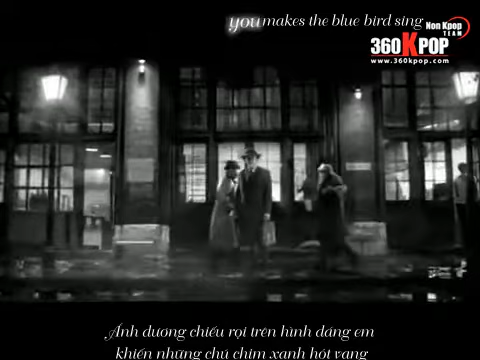 you makes the blue bird sing
Non Kpop
TEAM
360KPOP
www.360kpop.com
Ánh dương chiếu rọi trên hình dáng em
khiến những chú chim xanh hót vang